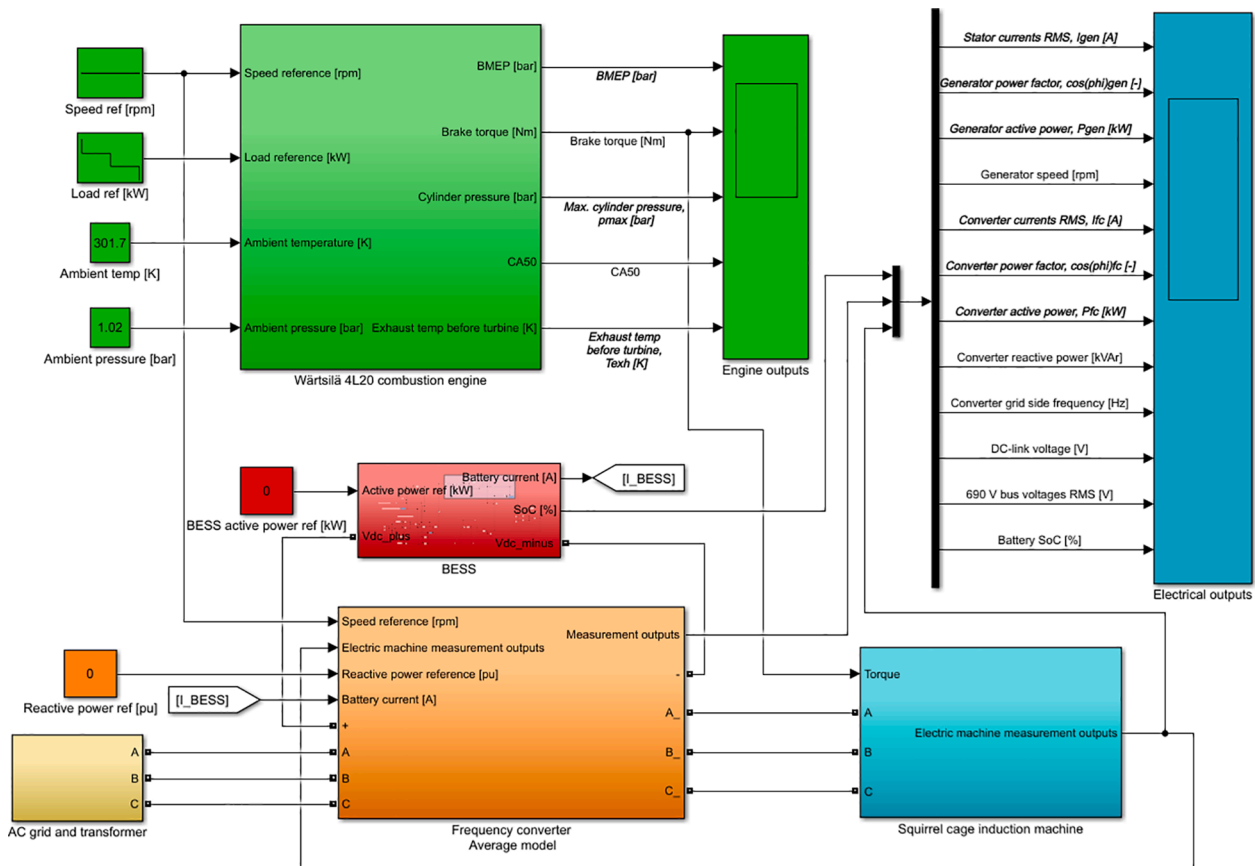 Speed ref [rpm]
Load ref [kW]
301.7
Ambient temp [K]
1.02
Ambient pressure [bar]
Speed reference [rpm]
Load reference [kW]
Ambient temperature [K]
Ambient pressure [bar]
BMEP [bar]
Brake torque [Nm]
Cylinder pressure [bar]
CA50
Exhaust temp before turbine [K]
Wärtsilä 4L20 combustion engine
BMEP [bar]
Brake torque [Nm]
Max. cylinder pressure,
pmax [bar]
CA50
Exhaust temp
before turbine,
Texh [K]
Engine outputs
Stator currents RMS, Igen [A]
Generator power factor, cos(phi)gen [-]
Generator active power, Pgen [kW]
Generator speed [rpm]
Converter currents RMS, Ifc [A]
Converter power factor, cos(phi)fc [-]
Converter active power, Pfc [kW]
Converter reactive power [kVAr]
Converter grid side frequency [Hz]
DC-link voltage [V]
690 V bus voltages RMS [V]
Battery SoC [%]
Electrical outputs
0
BESS active power ref [kW]
Active power ref [kW]
Battery current [A]
SoC [%]
Vdc_plus
Vdc_minus
BESS
[I_BESS]
0
Reactive power ref [pu]
[I_BESS]
Speed reference [rpm]
Electric machine measurement outputs
Reactive power reference [pu]
Battery current [A]
+
A
B
C
Measurement outputs
-
A_
B_
C_
Frequency converter
Average model
A
B
C
AC grid and transformer
Torque
A
B
C
Electric machine measurement outputs
Squirrel cage induction machine